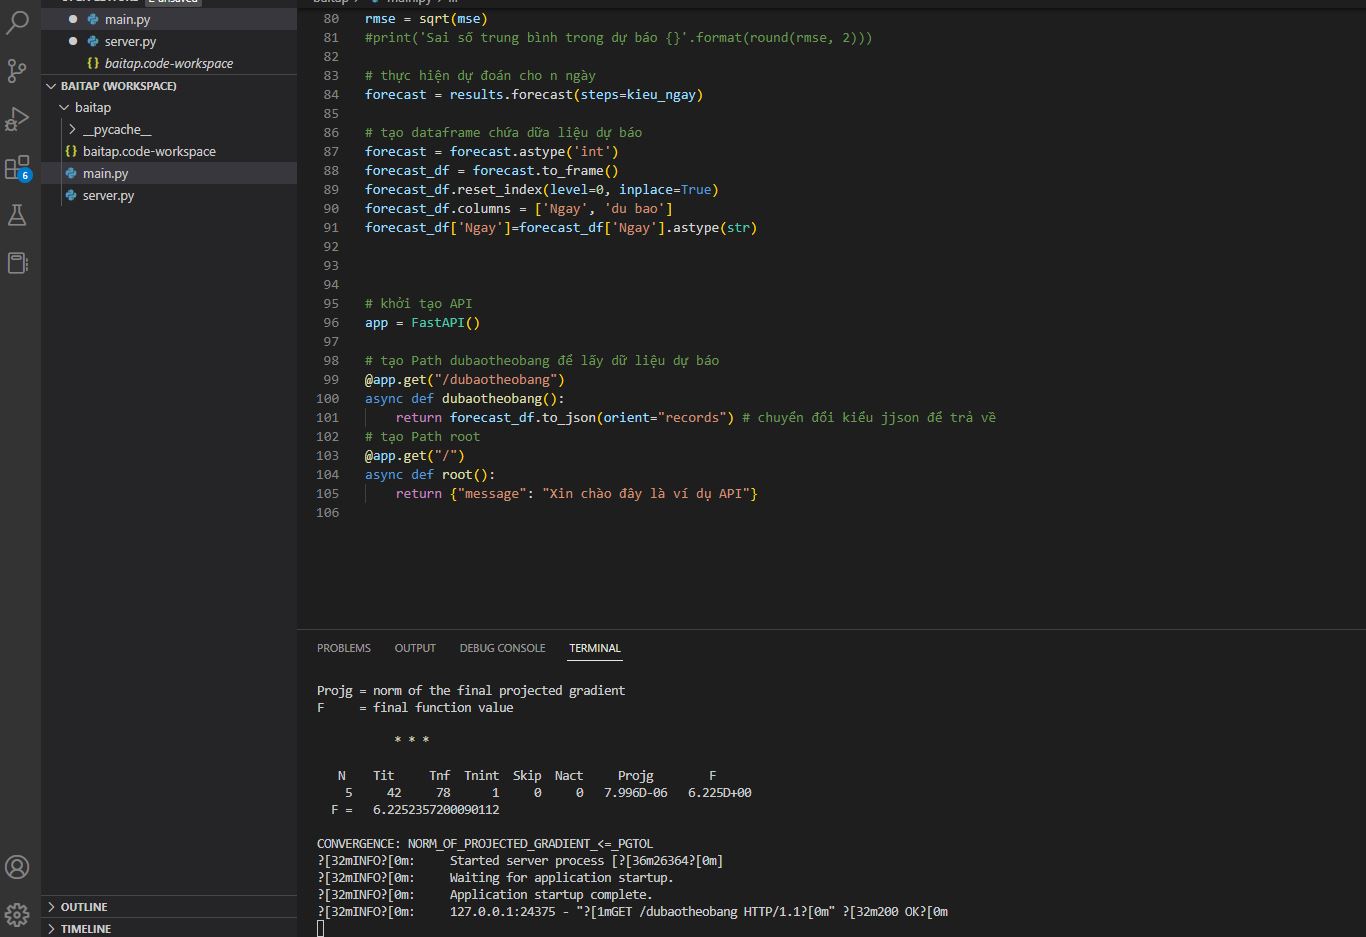 main.py
server.py
baitap.code-workspace
BAITAP (WORKSPACE)
baitap
__pycache__
baitap.code-workspace
main.py
server.py
6
OUTLINE
TIMELINE
80 rmse = sqrt(mse)
81 #print('Sai số trung bình trong dự báo {}'.format(round(rmse, 2)))
82
83 # thực hiện dự đoán cho n ngày
84 forecast = results.forecast(steps=kieu_ngay)
85
86 # tạo dataframe chứa dữa liệu dự báo
87 forecast = forecast.astype('int')
88 forecast_df = forecast.to_frame()
89 forecast_df.reset_index(level=0, inplace=True)
90 forecast_df.columns = ['Ngay', 'du bao']
91 forecast_df['Ngay']=forecast_df['Ngay'].astype(str)
92
93
94
95 # khởi tạo API
96 app = FastAPI()
97
98 # tạo Path dubaotheobang để lấy dữ liệu dự báo
99 @app.get("/dubaotheobang")
100 async def dubaotheobang():
101     return forecast_df.to_json(orient="records") # chuyển đổi kiểu jjson để trả về
102 # tạo Path root
103 @app.get("/")
104 async def root():
105     return {"message": "Xin chào đây là ví dụ API"}
106
PROBLEMS OUTPUT DEBUG CONSOLE TERMINAL
Projg = norm of the final projected gradient
F     = final function value
* * *
N    Tit     Tnf  Tnint  Skip  Nact     Projg        F
5     42      78      1     0     0   7.996D-06   6.225D+00
F =   6.2252357200090112
CONVERGENCE: NORM_OF_PROJECTED_GRADIENT_<=_PGTOL
?[32mINFO?[0m:     Started server process [?[36m26364?[0m]
?[32mINFO?[0m:     Waiting for application startup.
?[32mINFO?[0m:     Application startup complete.
?[32mINFO?[0m:     127.0.0.1:24375 - "?[1mGET /dubaotheobang HTTP/1.1?[0m" ?[32m200 OK?[0m